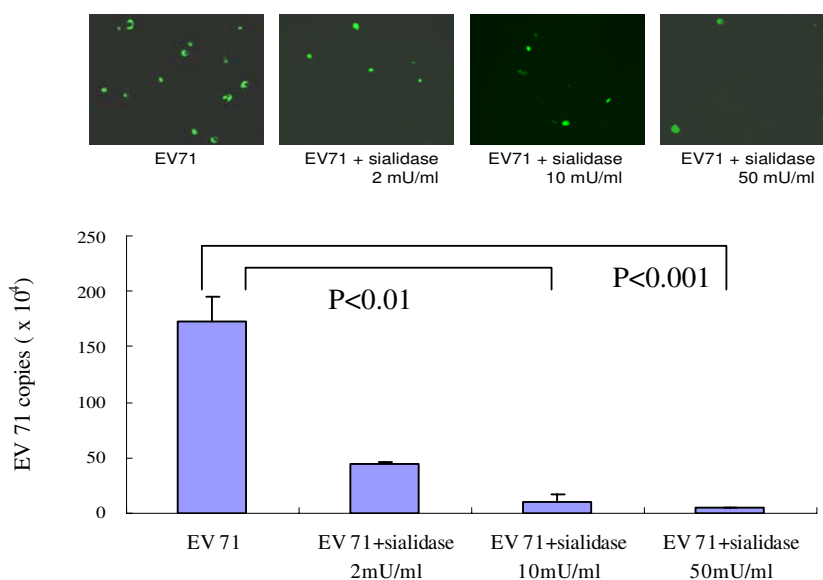 EV71
EV71 + sialidase
2 mU/ml
EV71 + sialidase
10 mU/ml
EV71 + sialidase
50 mU/ml
EV 71 copies ( x 10⁴)
250
200
150
100
50
0
P<0.01
P<0.001
EV 71
EV 71+sialidase
2mU/ml
EV 71+sialidase
10mU/ml
EV 71+sialidase
50mU/ml